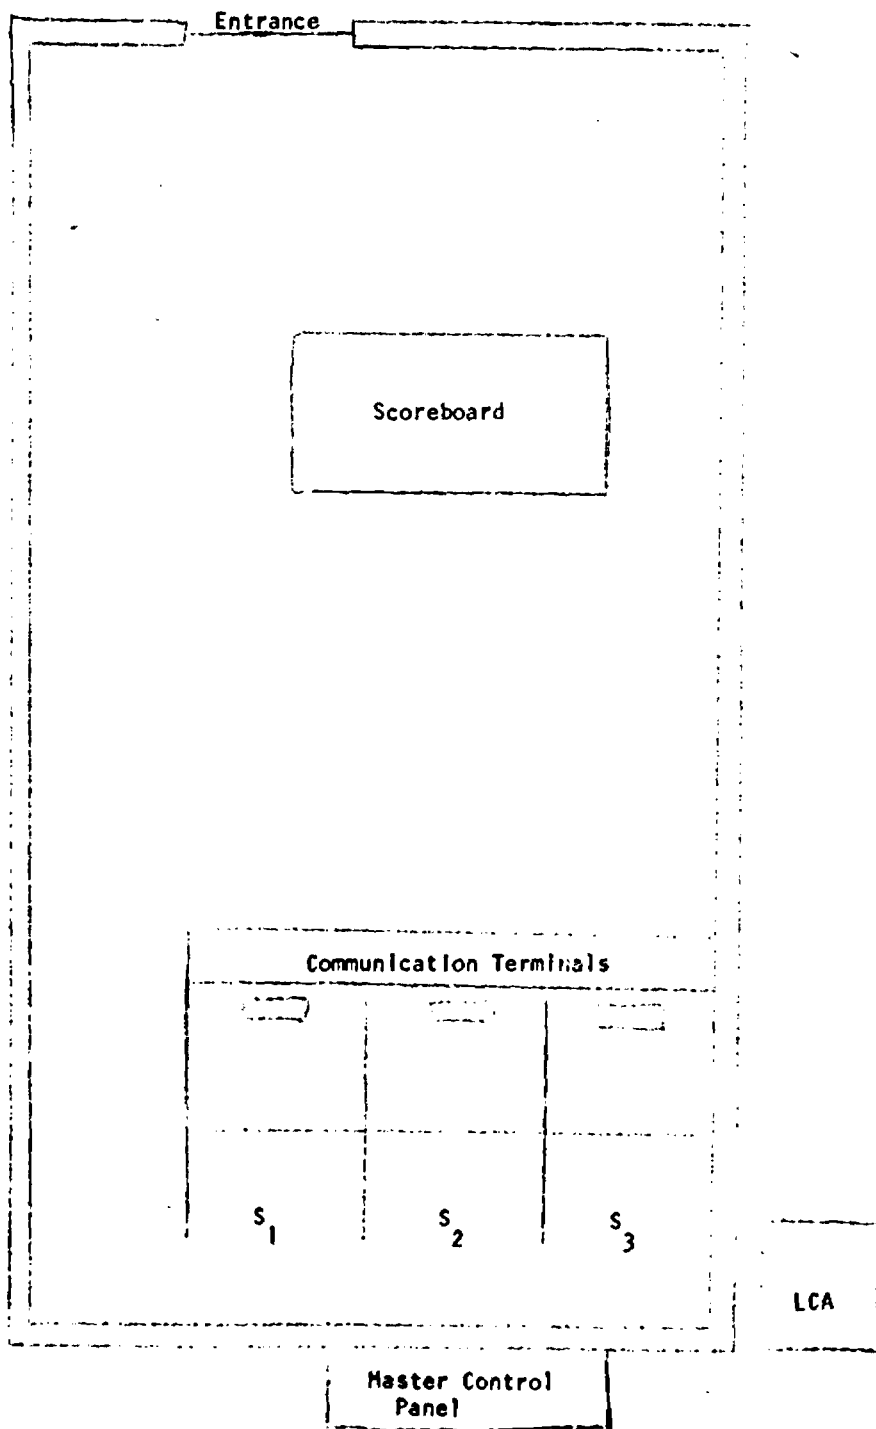 Entrance
Scoreboard
Communication Terminals
S1 S2 S3
LCA
Master Control
Panel